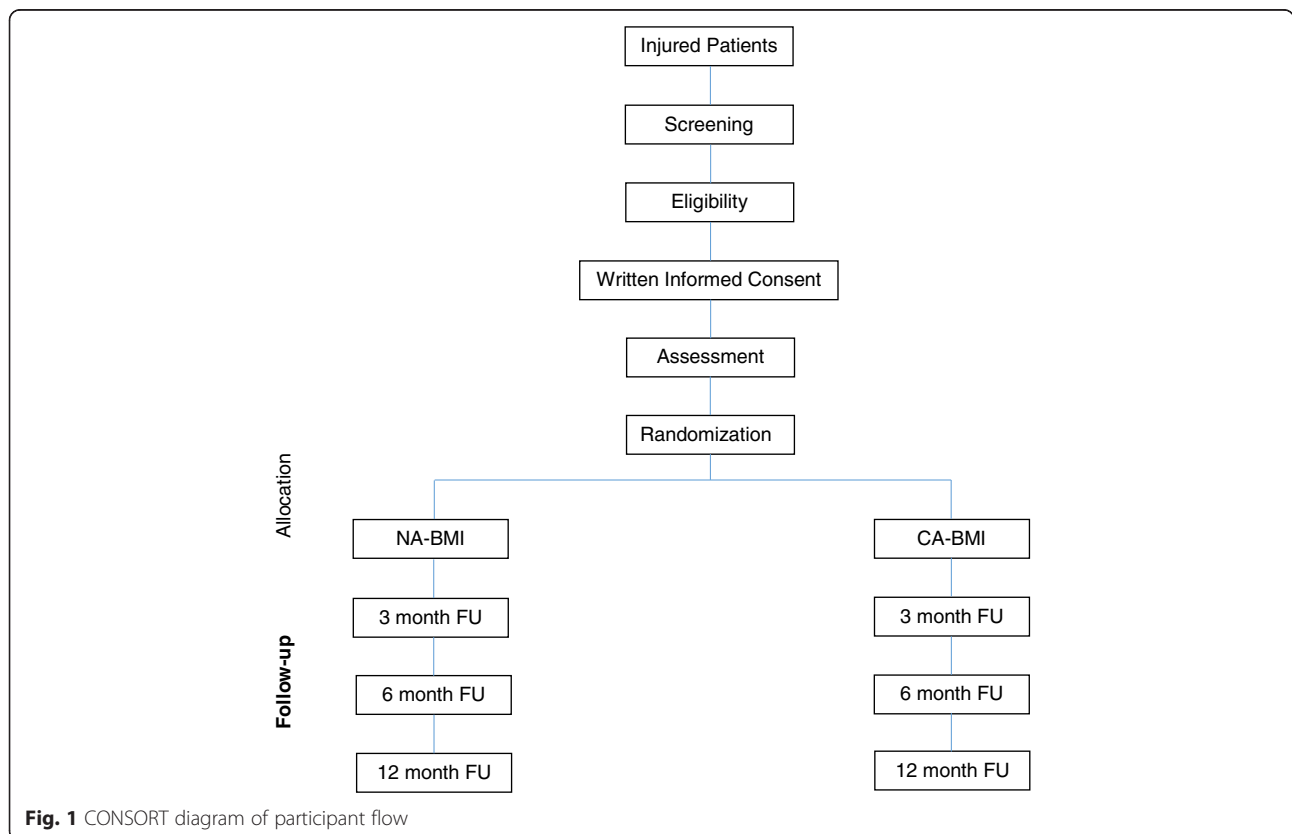 Injured Patients
Screening
Eligibility
Written Informed Consent
Assessment
Randomization
Allocation
NA-BMI
CA-BMI
Follow-up
3 month FU
3 month FU
6 month FU
6 month FU
12 month FU
12 month FU
Fig. 1 CONSORT diagram of participant flow